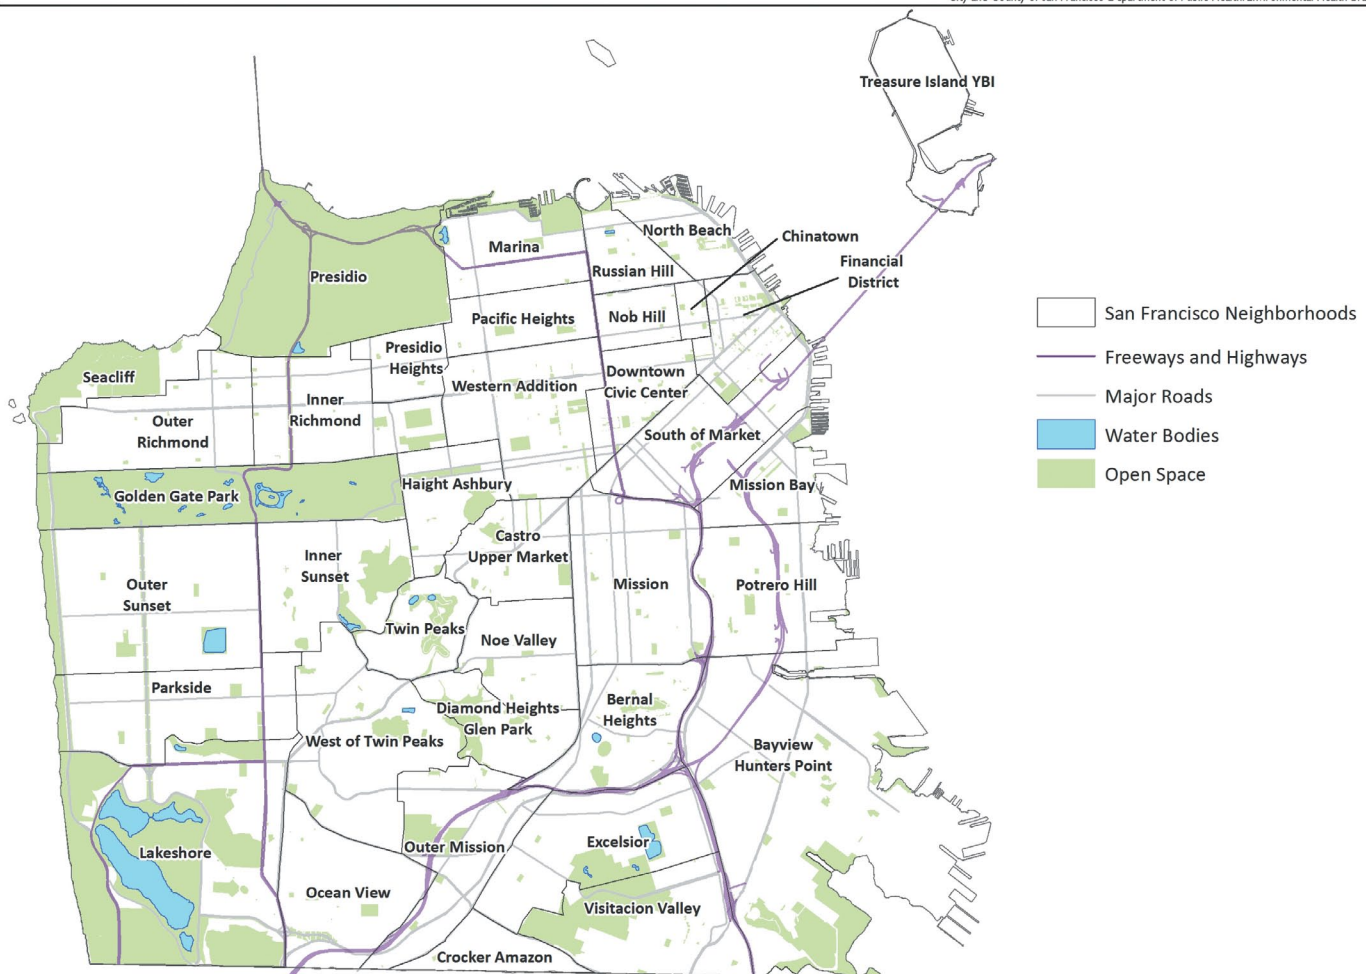 Treasure Island YBI
North Beach
Chinatown
Marina
Financial
District
Russian Hill
Presidio
San Francisco Neighborhoods
Pacific Heights
Nob Hill
Presidio
Heights
Freeways and Highways
Seacliff
Western Addition
Downtown
Civic Center
Major Roads
Inner
Richmond
Outer
Richmond
South of Market
Water Bodies
Golden Gate Park
Haight Ashbury
Mission Bay
Open Space
Castro
Upper Market
Inner
Sunset
Outer
Sunset
Mission
Potrero Hill
Twin Peaks
Noe Valley
Parkside
Diamond Heights
Glen Park
Bernal
Heights
West of Twin Peaks
Bayview
Hunters Point
Lakeshore
Outer Mission
Excelsior
Ocean View
Visitacion Valley
Crocker Amazon